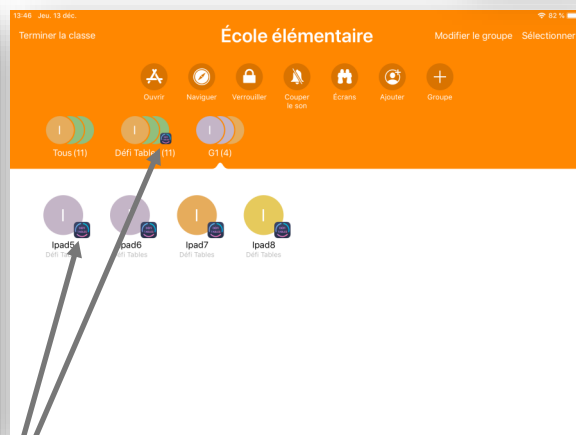 13:46 Jeu. 13 déc.
82 %
Terminer la classe
École élémentaire
Modifier le groupe
Sélectionner
Ouvrir
Naviguer
Verrouiller
Couper le son
Écrans
Ajouter
Groupe
Tous (11)
Défi Tables (11)
G1 (4)
I
I
I
I
I
I
I
Ipad5
Ipad6
Ipad7
Ipad8
Défi Tables
Défi Tables
Défi Tables
Défi Tables